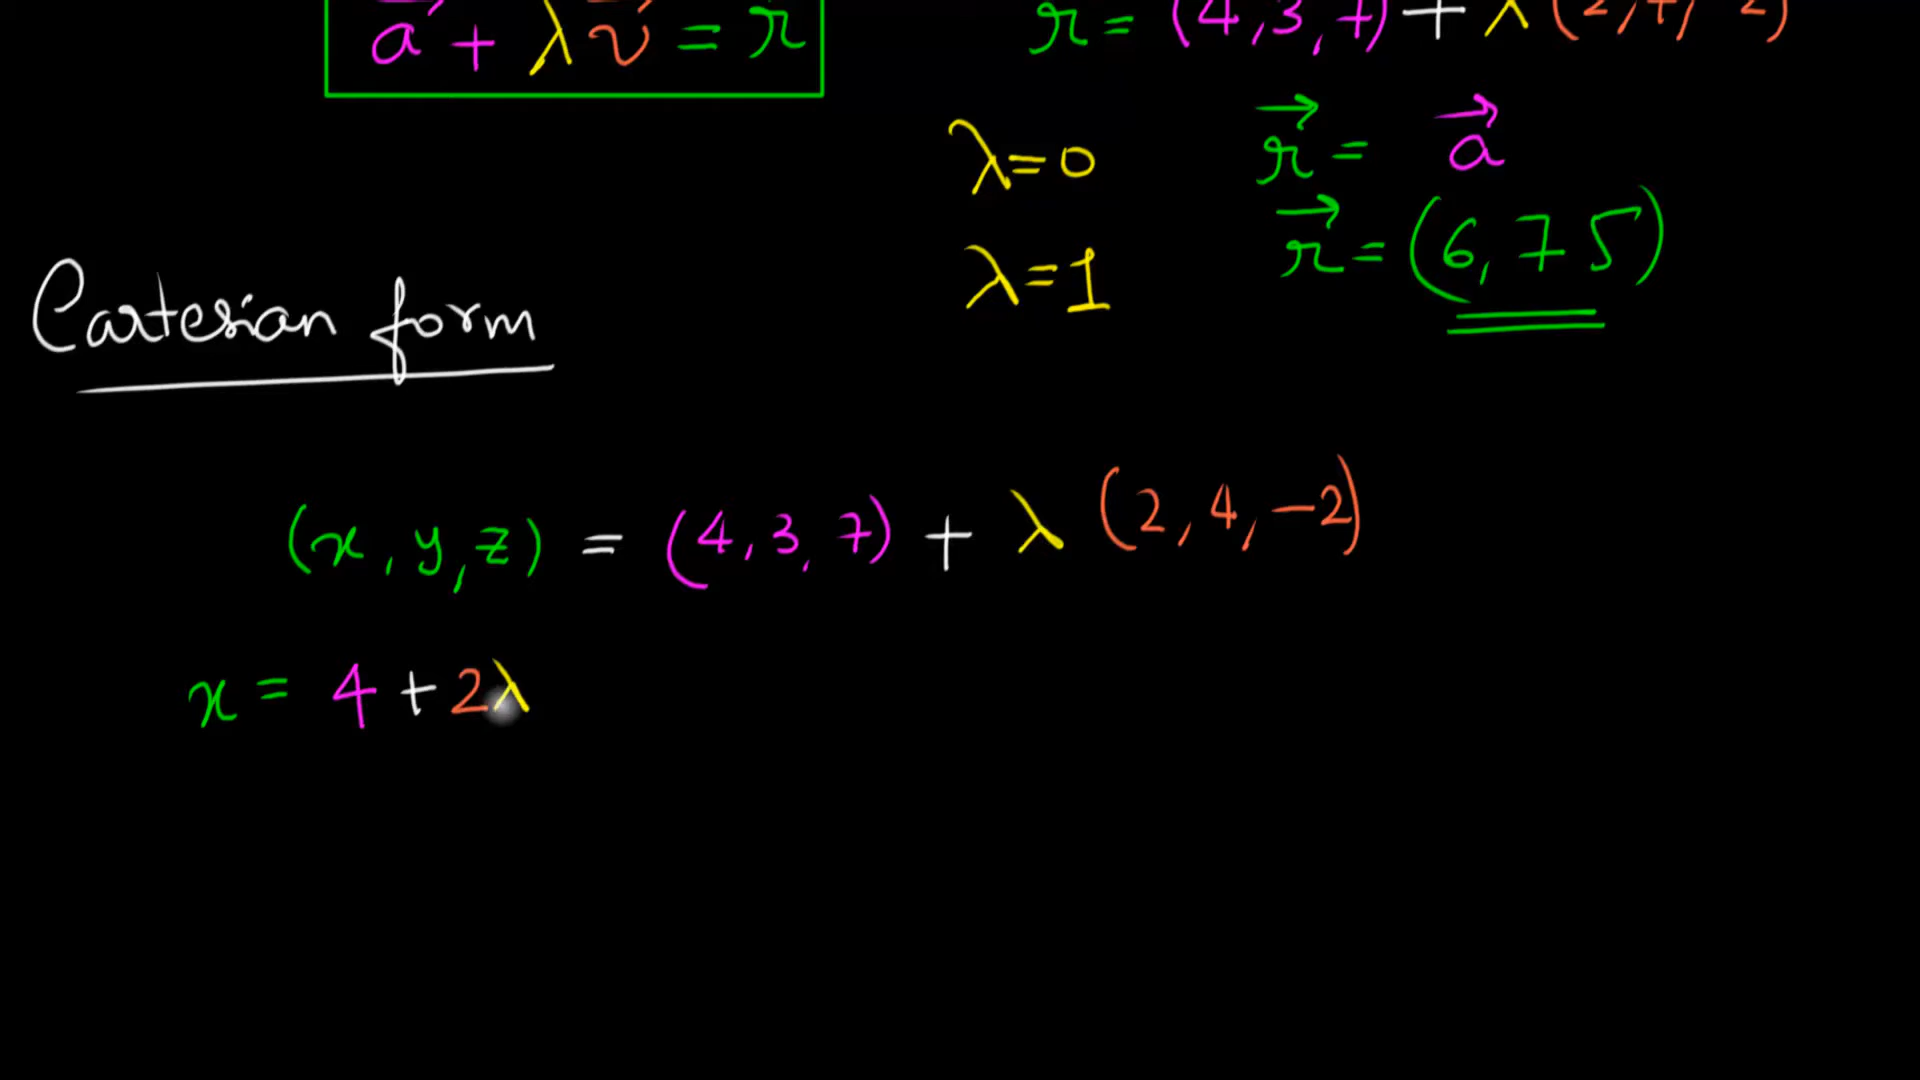 a⃗ + λv⃗ = r⃗
r = (4,3,7) + λ(2,4,-2)
λ=0 r⃗ = a⃗
λ=1 r⃗ = (6,7 5)
Cartesian form
(x, y, z) = (4, 3, 7) + λ (2, 4, -2)
x = 4 + 2λ